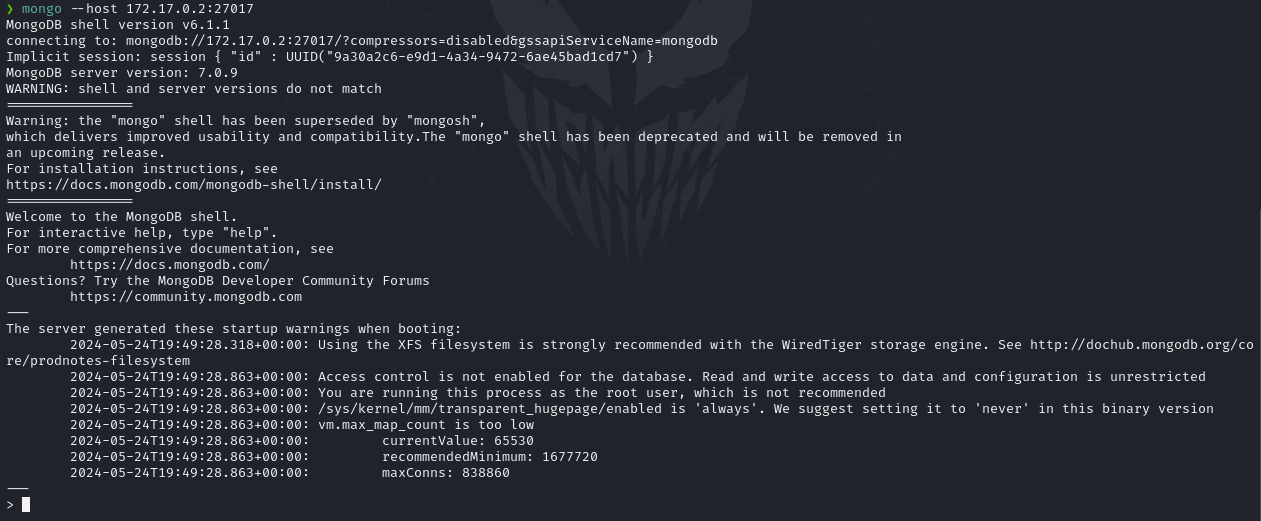 ❯ mongo --host 172.17.0.2:27017
MongoDB shell version v6.1.1
connecting to: mongodb://172.17.0.2:27017/?compressors=disabled&gssapiServiceName=mongodb
Implicit session: session { "id" : UUID("9a30a2c6-e9d1-4a34-9472-6ae45bad1cd7") }
MongoDB server version: 7.0.9
WARNING: shell and server versions do not match
================
Warning: the "mongo" shell has been superseded by "mongosh",
which delivers improved usability and compatibility.The "mongo" shell has been deprecated and will be removed in
an upcoming release.
For installation instructions, see
https://docs.mongodb.com/mongodb-shell/install/
================
Welcome to the MongoDB shell.
For interactive help, type "help".
For more comprehensive documentation, see
        https://docs.mongodb.com/
Questions? Try the MongoDB Developer Community Forums
        https://community.mongodb.com
---
The server generated these startup warnings when booting:
        2024-05-24T19:49:28.318+00:00: Using the XFS filesystem is strongly recommended with the WiredTiger storage engine. See http://dochub.mongodb.org/co
re/prodnotes-filesystem
        2024-05-24T19:49:28.863+00:00: Access control is not enabled for the database. Read and write access to data and configuration is unrestricted
        2024-05-24T19:49:28.863+00:00: You are running this process as the root user, which is not recommended
        2024-05-24T19:49:28.863+00:00: /sys/kernel/mm/transparent_hugepage/enabled is 'always'. We suggest setting it to 'never' in this binary version
        2024-05-24T19:49:28.863+00:00: vm.max_map_count is too low
        2024-05-24T19:49:28.863+00:00:         currentValue: 65530
        2024-05-24T19:49:28.863+00:00:         recommendedMinimum: 1677720
        2024-05-24T19:49:28.863+00:00:         maxConns: 838860
---
>